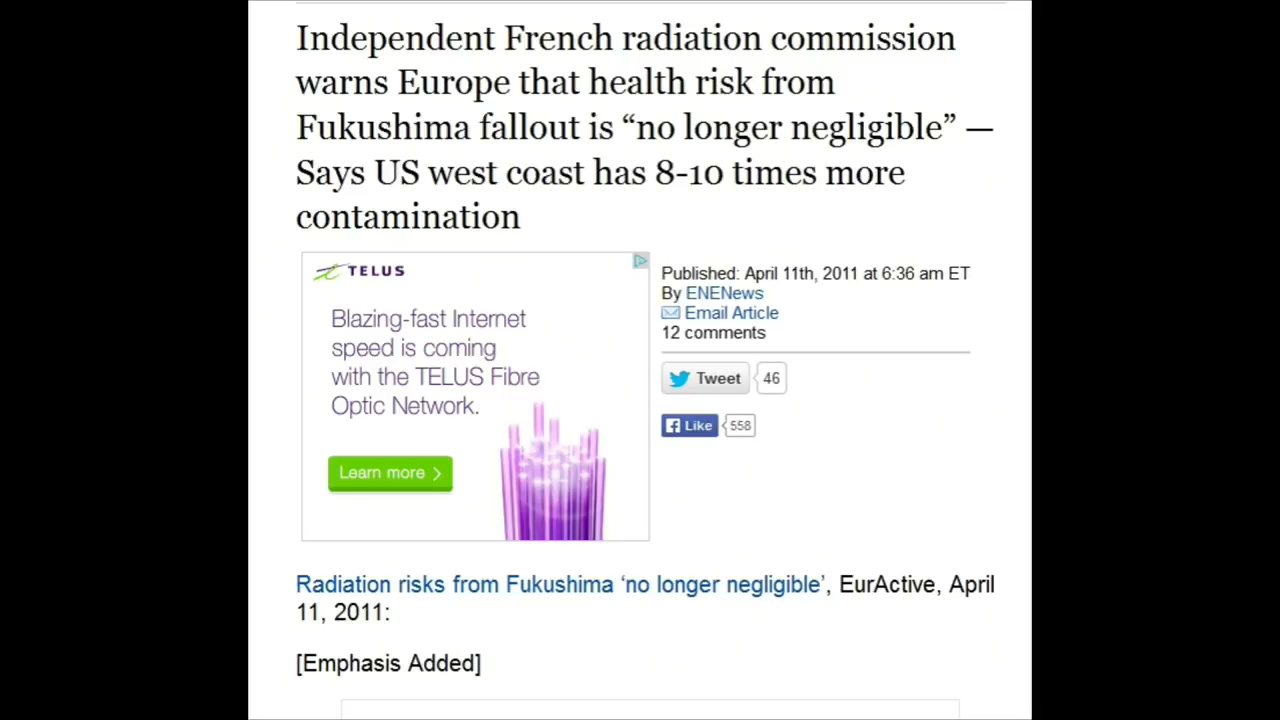 Independent French radiation commission
warns Europe that health risk from
Fukushima fallout is “no longer negligible” —
Says US west coast has 8-10 times more
contamination
TELUS
Blazing-fast Internet
speed is coming
with the TELUS Fibre
Optic Network.
Learn more >
Published: April 11th, 2011 at 6:36 am ET
By ENENews
Email Article
12 comments
Tweet 46
Like 558
Radiation risks from Fukushima ‘no longer negligible’, EurActive, April
11, 2011:
[Emphasis Added]